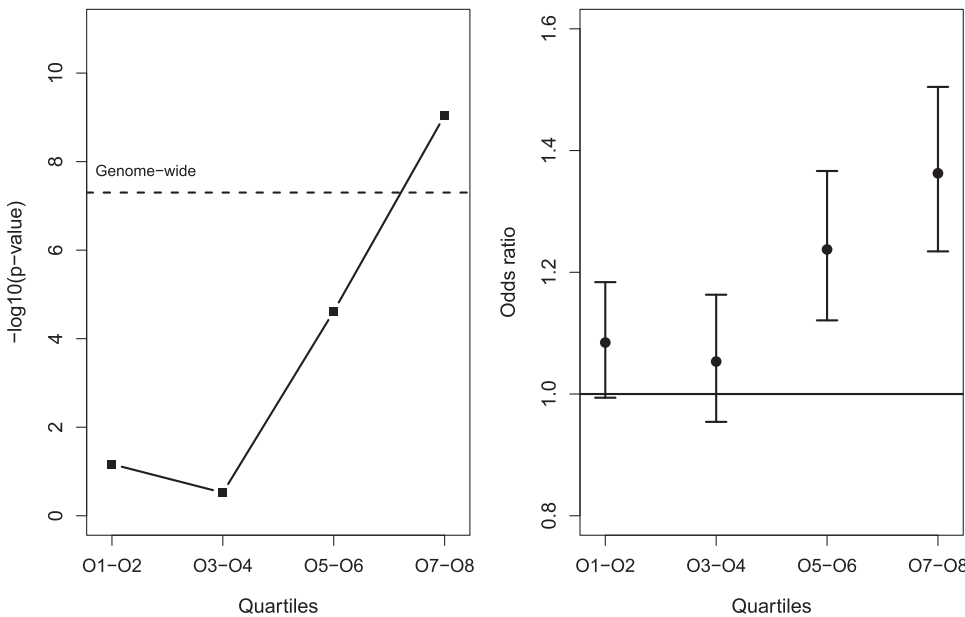 −log10(p−value)
10
8
6
4
2
0
Genome−wide
O1−O2 O3−O4 O5−O6 O7−O8
Quartiles
Odds ratio
1.6
1.4
1.2
1.0
0.8
O1−O2 O3−O4 O5−O6 O7−O8
Quartiles